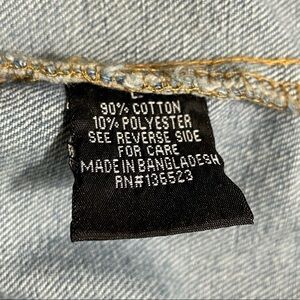 90% COTTON
10% POLYESTER
SEE REVERSE SIDE
FOR CARE
MADE IN BANGLADESH
RN#136523